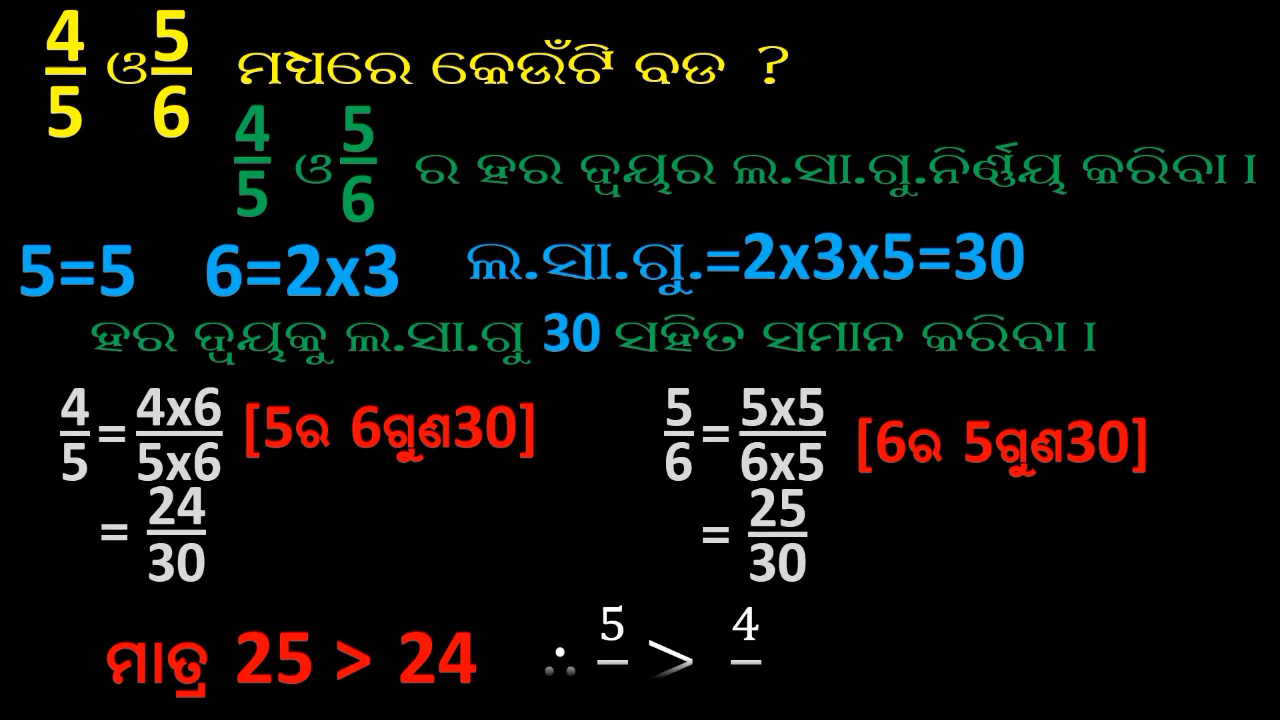 4/5 ଓ 5/6 ମଧ୍ୟରେ କେଉଁଟି ବଡ ?
4/5 ଓ 5/6 ର ହର ଦ୍ୱୟର ଲ.ସା.ଗୁ.ନିର୍ଣ୍ଣୟ କରିବା ।
5=5 6=2x3 ଲ.ସା.ଗୁ.=2x3x5=30
ହର ଦ୍ୱୟକୁ ଲ.ସା.ଗୁ 30 ସହିତ ସମାନ କରିବା ।
4/5 = 4x6/5x6 [5ର 6ଗୁଣ30] 5/6 = 5x5/6x5 [6ର 5ଗୁଣ30]
= 24/30 = 25/30
ମାତ୍ର 25 > 24 ∴ 5/ > 4/